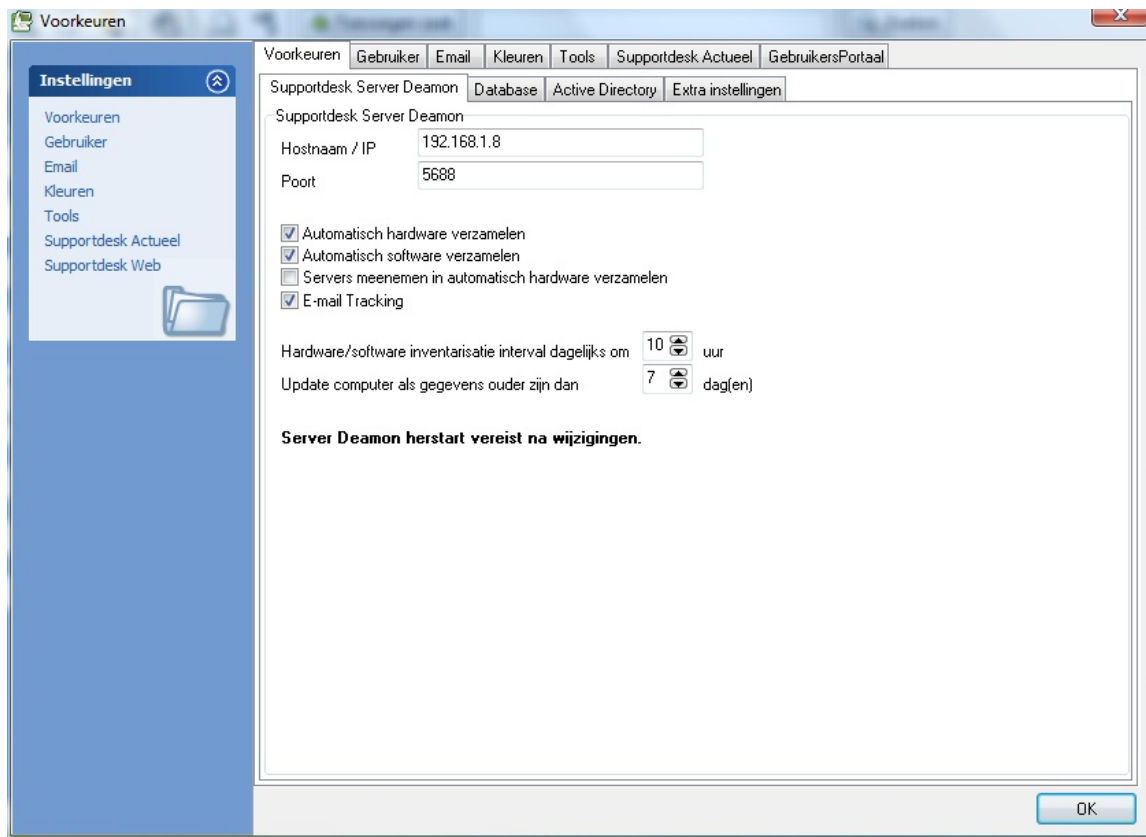 Voorkeuren
Instellingen
Voorkeuren
Gebruiker
Email
Kleuren
Tools
Supportdesk Actueel
Supportdesk Web
Voorkeuren Gebruiker Email Kleuren Tools Supportdesk Actueel GebruikersPortaal
Supportdesk Server Deamon Database Active Directory Extra instellingen
Supportdesk Server Deamon
Hostnaam / IP 192.168.1.8
Poort 5688
Automatisch hardware verzamelen
Automatisch software verzamelen
Servers meenemen in automatisch hardware verzamelen
E-mail Tracking
Hardware/software inventarisatie interval dagelijks om 10 uur
Update computer als gegevens ouder zijn dan 7 dag(en)
Server Deamon herstart vereist na wijzigingen.
OK